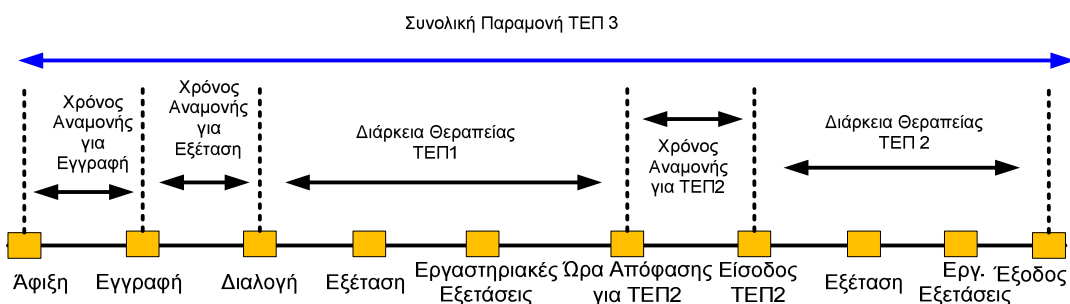 Συνολική Παραμονή ΤΕΠ 3
Χρόνος
Αναμονής
για
Εγγραφή
Χρόνος
Αναμονής
για
Εξέταση
Διάρκεια Θεραπείας
ΤΕΠ1
Χρόνος
Αναμονής
για ΤΕΠ2
Διάρκεια Θεραπείας
ΤΕΠ 2
Άφιξη
Εγγραφή
Διαλογή
Εξέταση
Εργαστηριακές
Εξετάσεις
Ώρα Απόφασης
για ΤΕΠ2
Είσοδος
ΤΕΠ2
Εξέταση
Εργ.
Εξετάσεις
Έξοδος